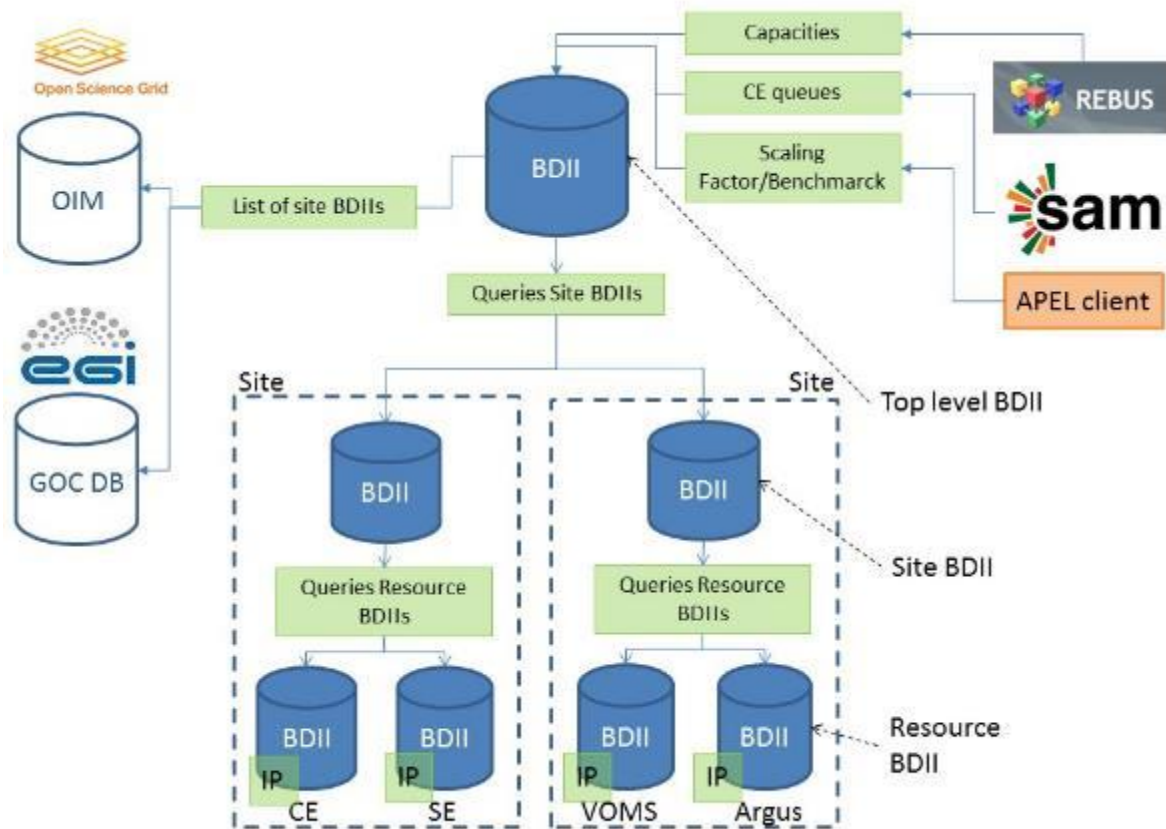 Open Science Grid
OIM
List of site BDIIs
BDII
Capacities
CE queues
Scaling
Factor/Benchmarck
REBUS
sam
APEL client
Queries Site BDIIs
egi
GOC DB
Site
Site
Top level BDII
BDII
BDII
Site BDII
Queries Resource
BDIIs
Queries Resource
BDIIs
BDII
BDII
BDII
BDII
Resource
BDII
IP
IP
IP
IP
CE
SE
VOMS
Argus